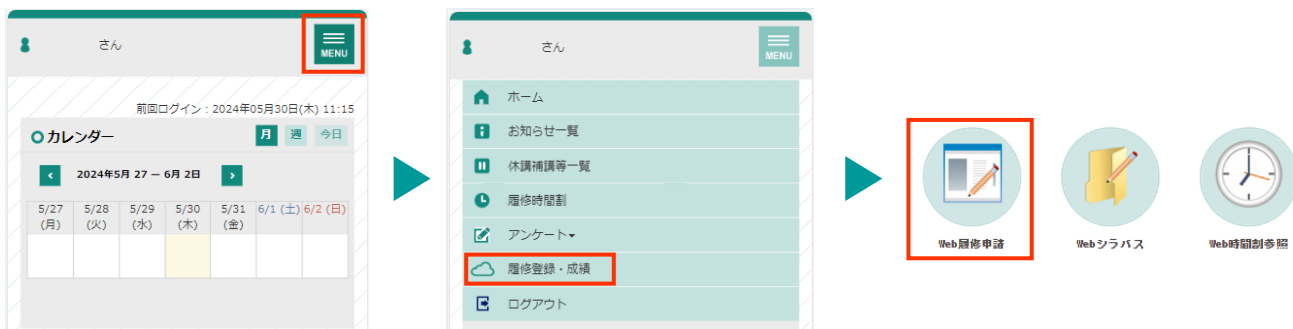 さん
MENU
前回ログイン：2024年05月30日(木) 11:15
カレンダー
月 週 今日
2024年5月 27 — 6月 2日
5/27 5/28 5/29 5/30 5/31 6/1 (土) 6/2 (日)
(月) (火) (水) (木) (金)
さん
MENU
ホーム
お知らせ一覧
休講補講等一覧
履修時間割
アンケート▾
履修登録・成績
ログアウト
Web履修申請
Webシラバス
Web時間割参照